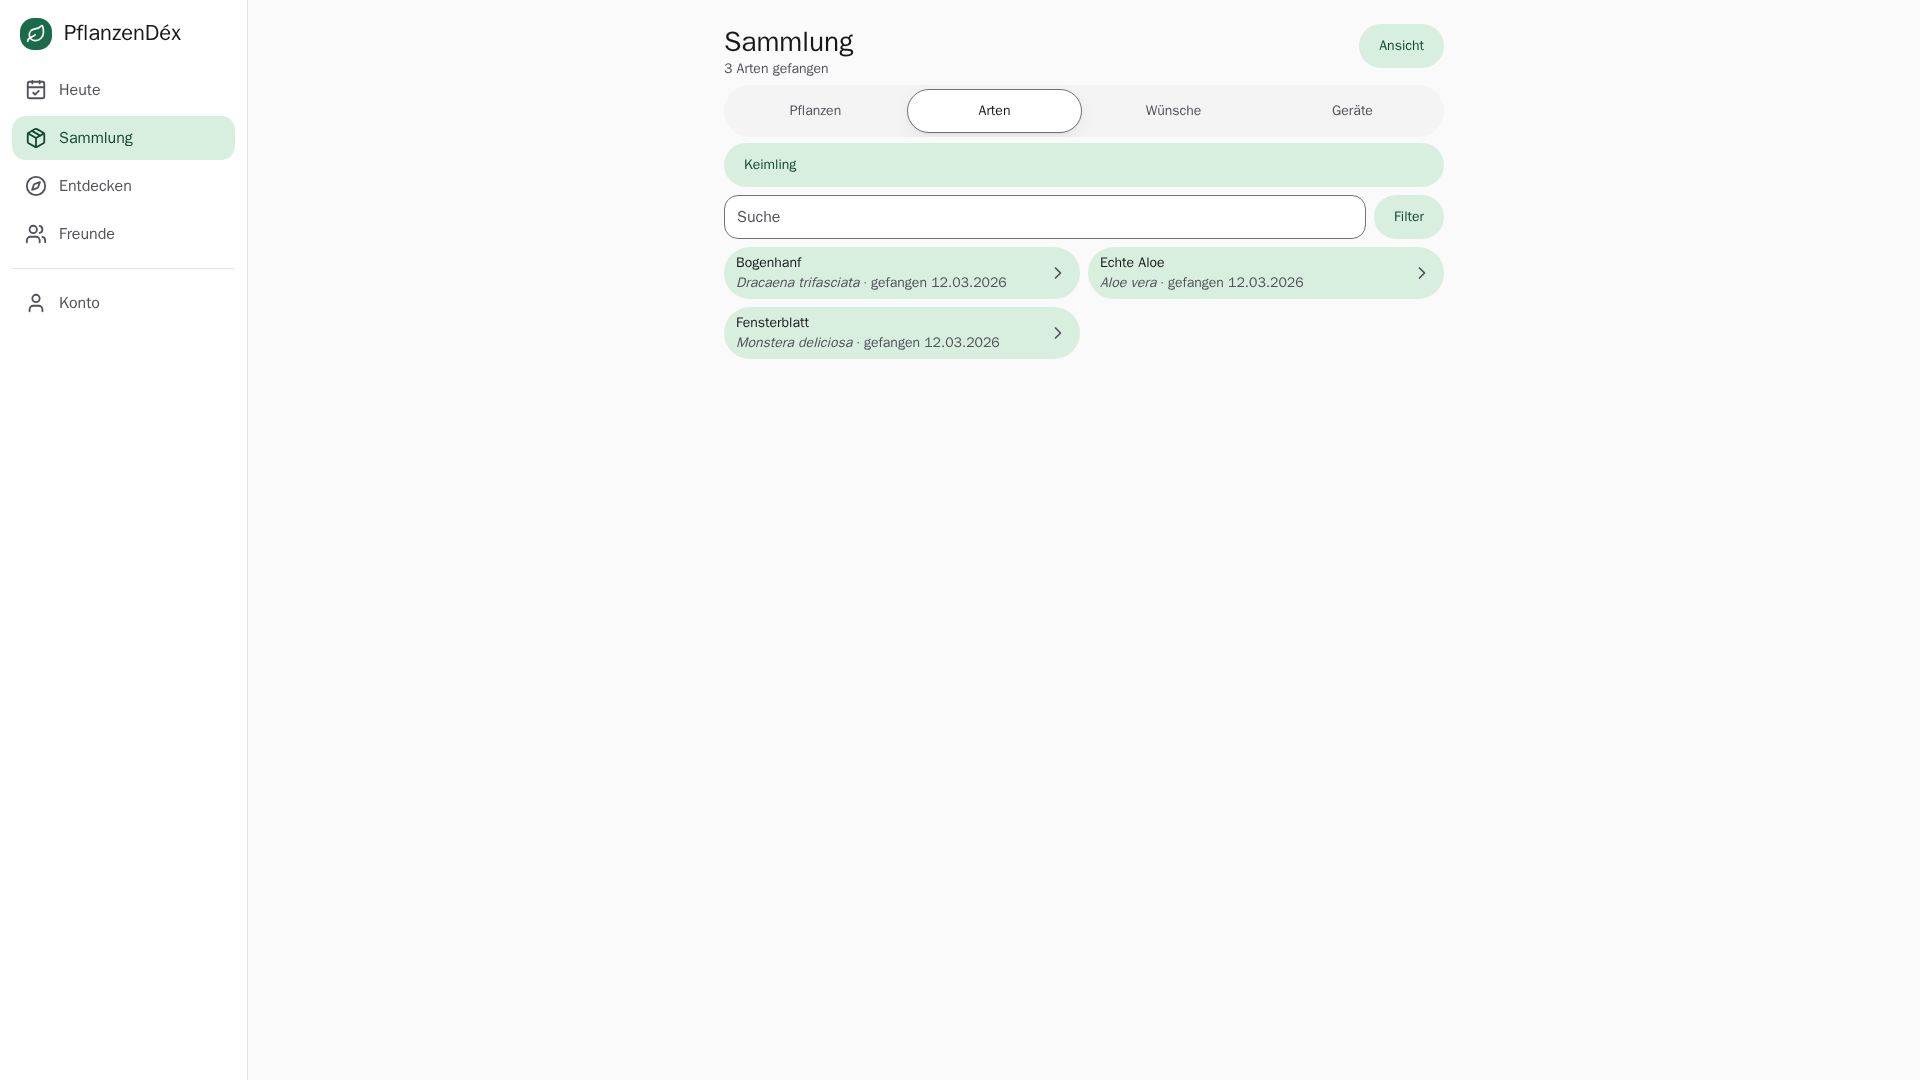 PflanzenDéx
Heute
Sammlung
Entdecken
Freunde
Konto
Sammlung
3 Arten gefangen
Ansicht
Pflanzen
Arten
Wünsche
Geräte
Keimling
Suche
Filter
Bogenhanf
Dracaena trifasciata · gefangen 12.03.2026
Echte Aloe
Aloe vera · gefangen 12.03.2026
Fensterblatt
Monstera deliciosa · gefangen 12.03.2026